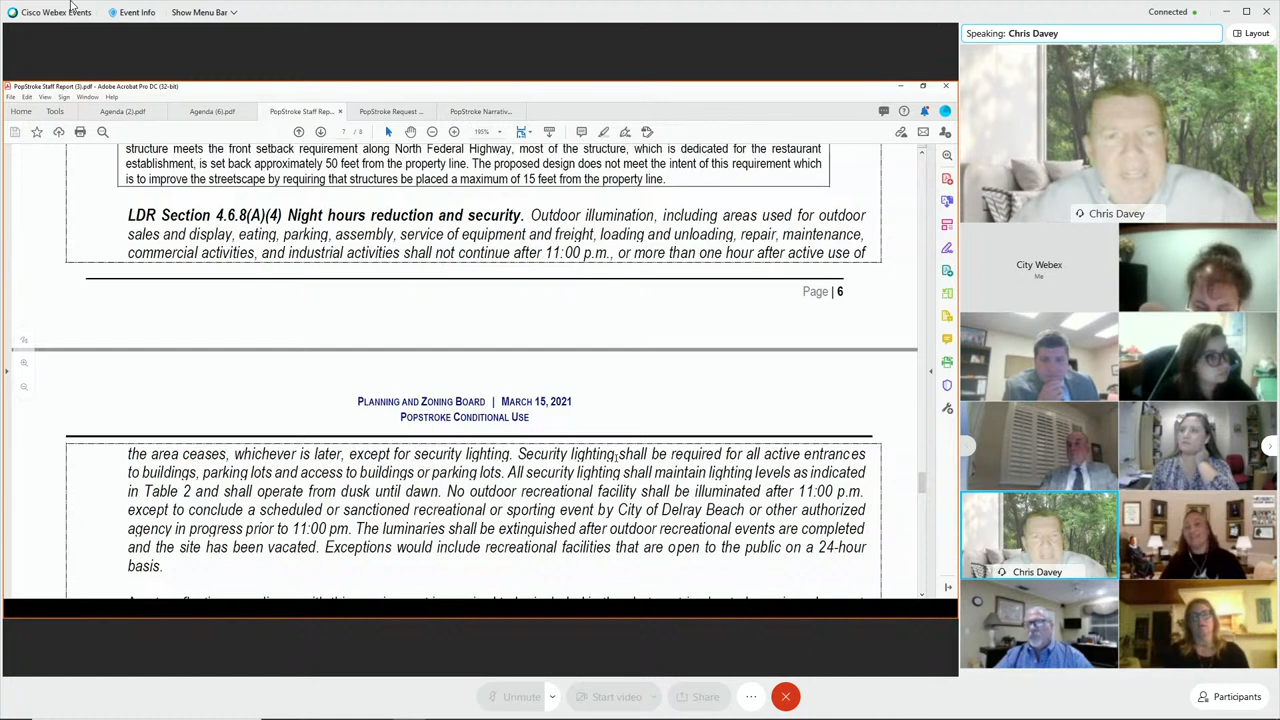 Cisco Webex Events
Event Info
Show Menu Bar
Connected
PopStroke Staff Report (3).pdf - Adobe Acrobat Pro DC (32-bit)
File Edit View Sign Window Help
Home Tools Agenda (2).pdf Agenda (6).pdf PopStroke Staff Rep... × PopStroke Request ... PopStroke Narrativ...
7 / 8 195%
structure meets the front setback requirement along North Federal Highway, most of the structure, which is dedicated for the restaurant
establishment, is set back approximately 50 feet from the property line. The proposed design does not meet the intent of this requirement which
is to improve the streetscape by requiring that structures be placed a maximum of 15 feet from the property line.
LDR Section 4.6.8(A)(4) Night hours reduction and security. Outdoor illumination, including areas used for outdoor
sales and display, eating, parking, assembly, service of equipment and freight, loading and unloading, repair, maintenance,
commercial activities, and industrial activities shall not continue after 11:00 p.m., or more than one hour after active use of
Page | 6
PLANNING AND ZONING BOARD | MARCH 15, 2021
POPSTROKE CONDITIONAL USE
the area ceases, whichever is later, except for security lighting. Security lighting shall be required for all active entrances
to buildings, parking lots and access to buildings or parking lots. All security lighting shall maintain lighting levels as indicated
in Table 2 and shall operate from dusk until dawn. No outdoor recreational facility shall be illuminated after 11:00 p.m.
except to conclude a scheduled or sanctioned recreational or sporting event by City of Delray Beach or other authorized
agency in progress prior to 11:00 pm. The luminaries shall be extinguished after outdoor recreational events are completed
and the site has been vacated. Exceptions would include recreational facilities that are open to the public on a 24-hour
basis.
Speaking: Chris Davey
Layout
Chris Davey
City Webex
Me
Chris Davey
Unmute
Start video
Share
Participants